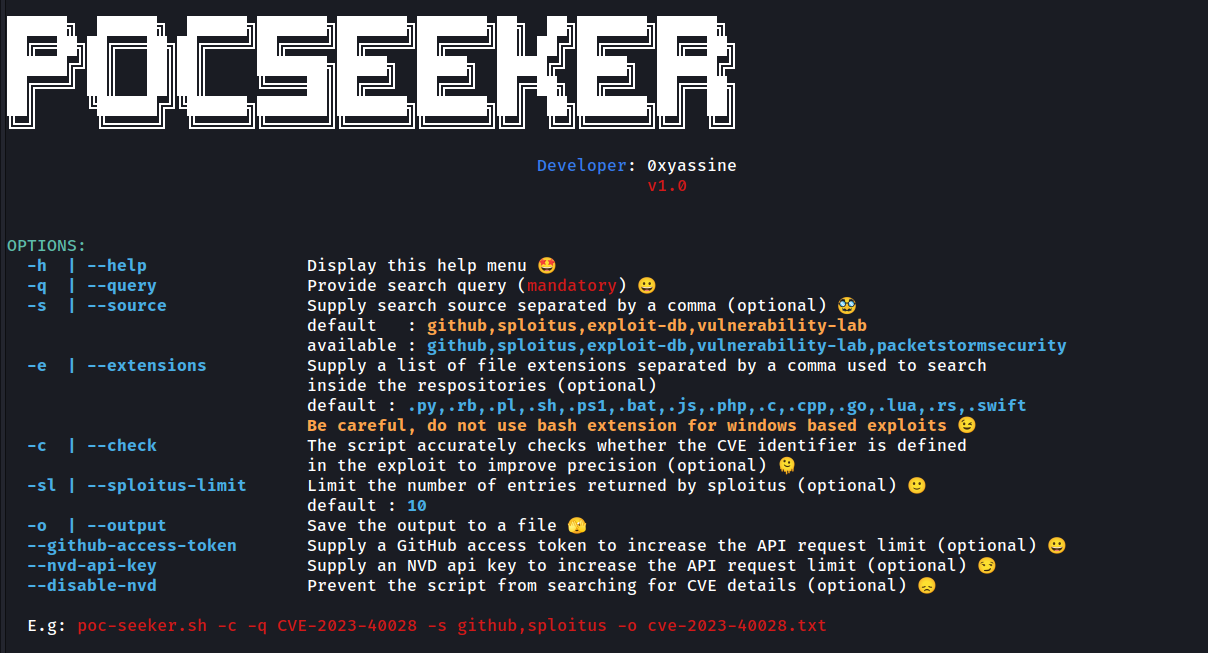 POCSEEKER
Developer: 0xyassine
v1.0
OPTIONS:
-h | --help Display this help menu 🤩
-q | --query Provide search query (mandatory) 😀
-s | --source Supply search source separated by a comma (optional) 🥸
default : github,sploitus,exploit-db,vulnerability-lab
available : github,sploitus,exploit-db,vulnerability-lab,packetstormsecurity
-e | --extensions Supply a list of file extensions separated by a comma used to search
inside the respositories (optional)
default : .py,.rb,.pl,.sh,.ps1,.bat,.js,.php,.c,.cpp,.go,.lua,.rs,.swift
Be careful, do not use bash extension for windows based exploits 😉
-c | --check The script accurately checks whether the CVE identifier is defined
in the exploit to improve precision (optional) 🫠
-sl | --sploitus-limit Limit the number of entries returned by sploitus (optional) 🙂
default : 10
-o | --output Save the output to a file 🫣
--github-access-token Supply a GitHub access token to increase the API request limit (optional) 😀
--nvd-api-key Supply an NVD api key to increase the API request limit (optional) 😏
--disable-nvd Prevent the script from searching for CVE details (optional) 😞
E.g: poc-seeker.sh -c -q CVE-2023-40028 -s github,sploitus -o cve-2023-40028.txt